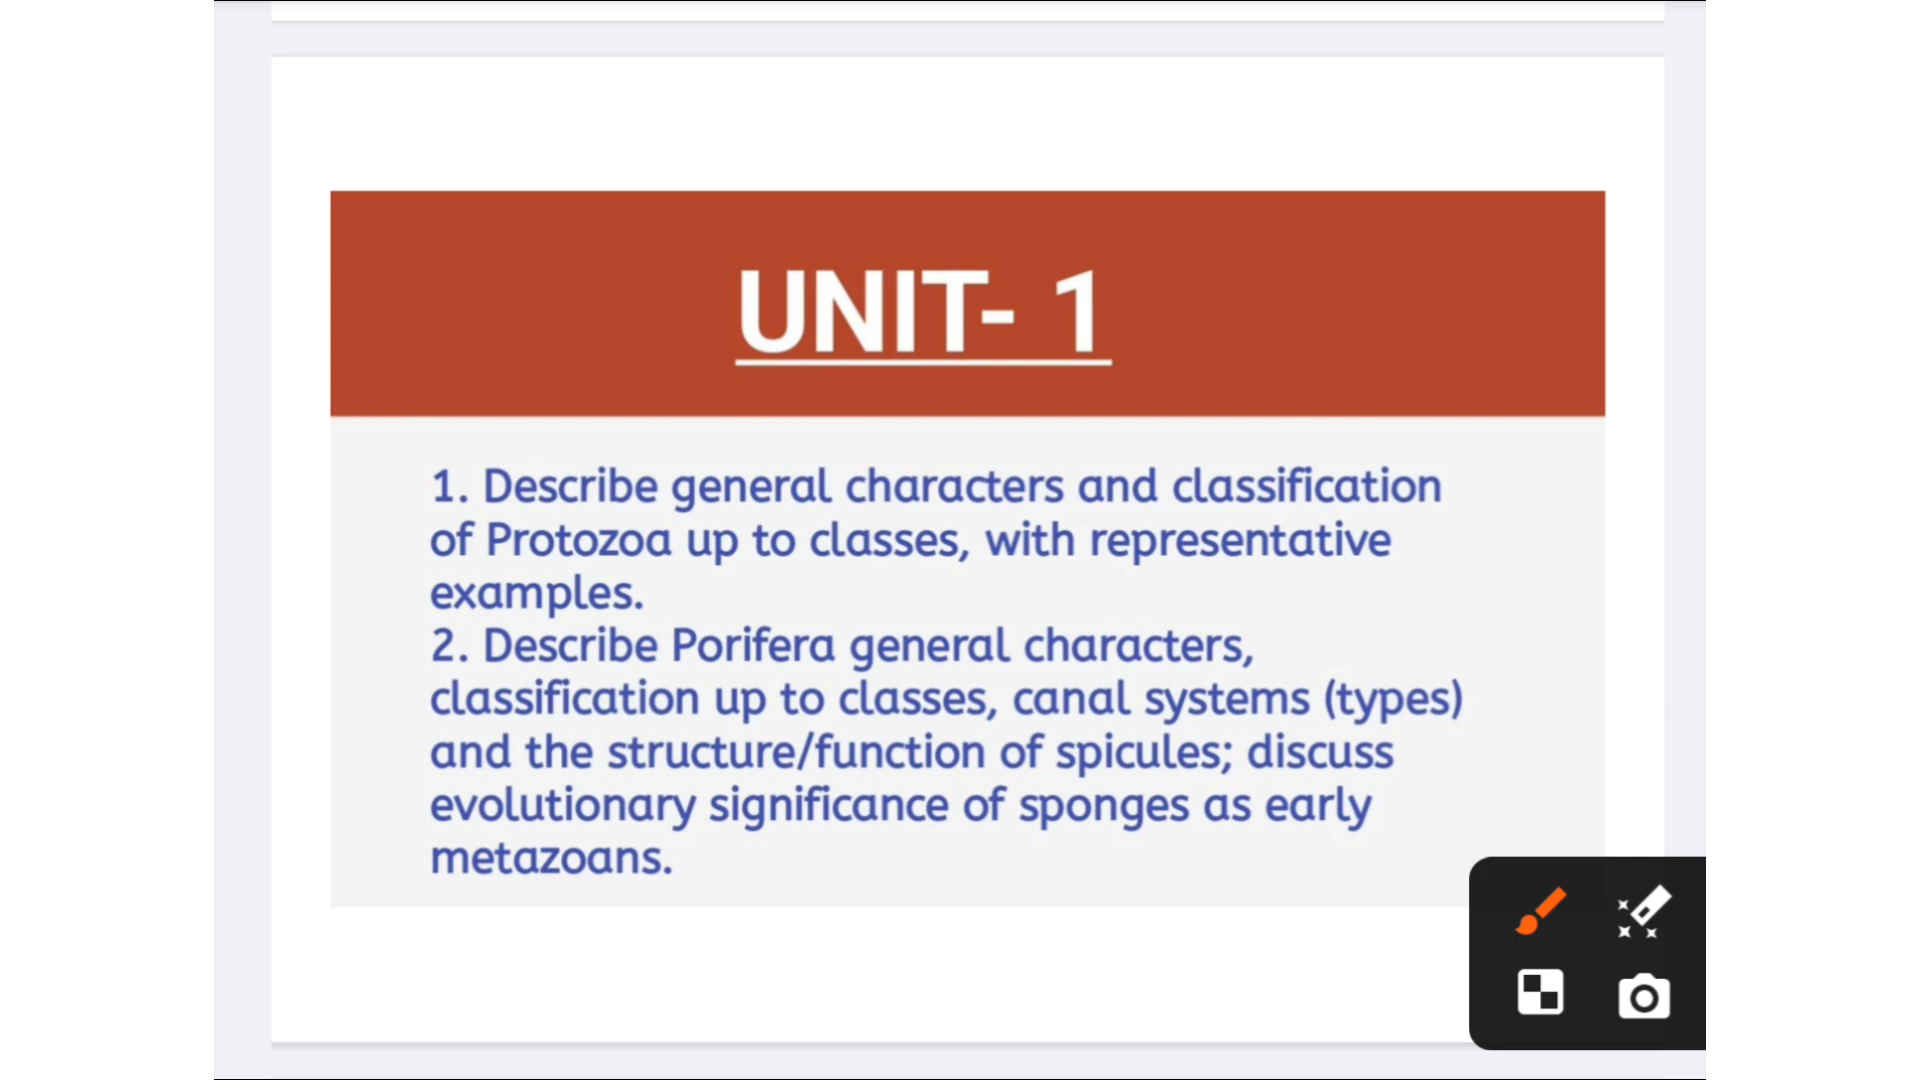 UNIT- 1
1. Describe general characters and classification
of Protozoa up to classes, with representative
examples.
2. Describe Porifera general characters,
classification up to classes, canal systems (types)
and the structure/function of spicules; discuss
evolutionary significance of sponges as early
metazoans.